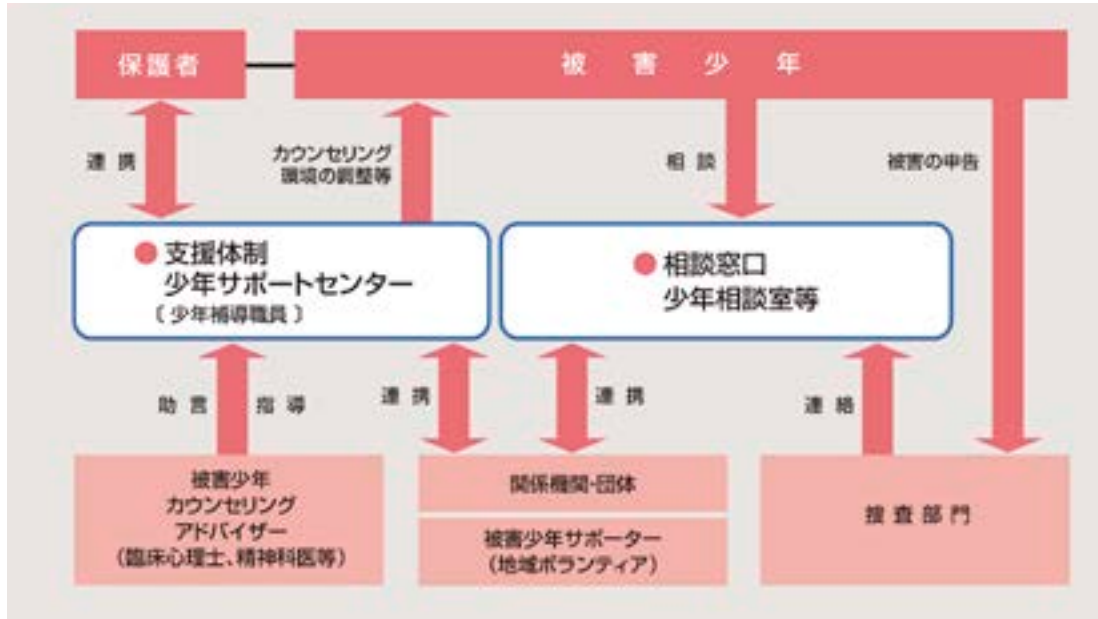 保護者
被害少年
連携
カウンセリング
環境の調整等
相談
被害の申告
● 支援体制
少年サポートセンター
〔少年補導職員〕
● 相談窓口
少年相談室等
助言
指導
連携
連携
連絡
被害少年
カウンセリング
アドバイザー
（臨床心理士、精神科医等）
関係機関・団体
被害少年サポーター
（地域ボランティア）
捜査部門